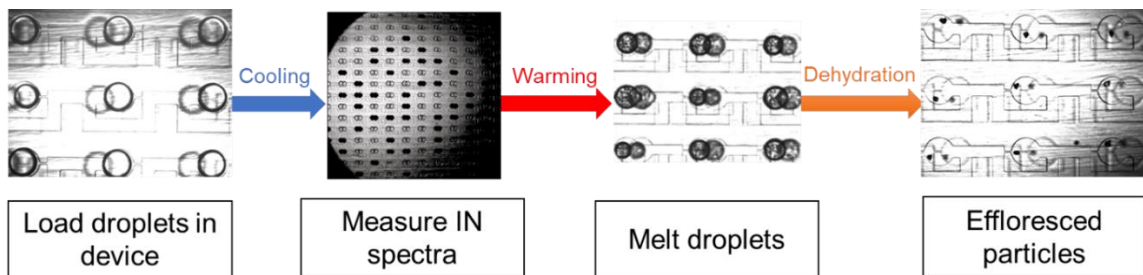 Cooling
Warming
Dehydration
Load droplets in
device
Measure IN
spectra
Melt droplets
Effloresced
particles